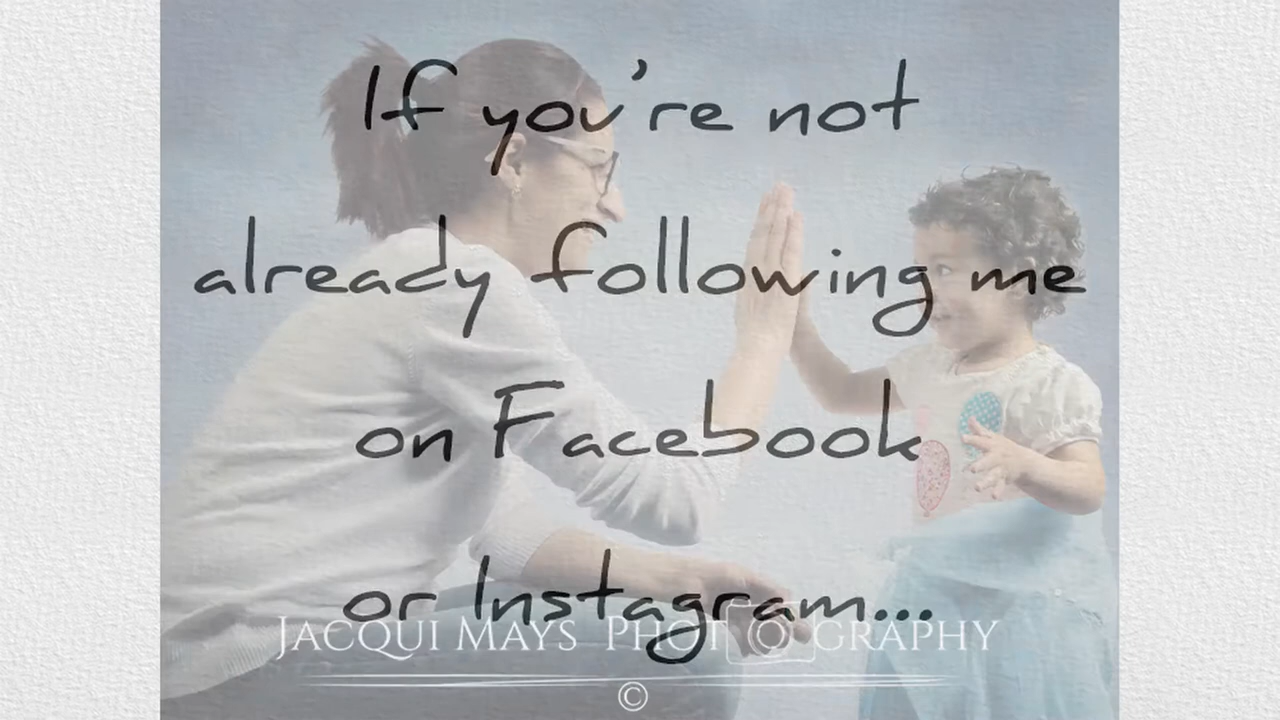 If you're not
already following me
on Facebook
or Instagram...
JACQUI MAYS PHOTOGRAPHY
©